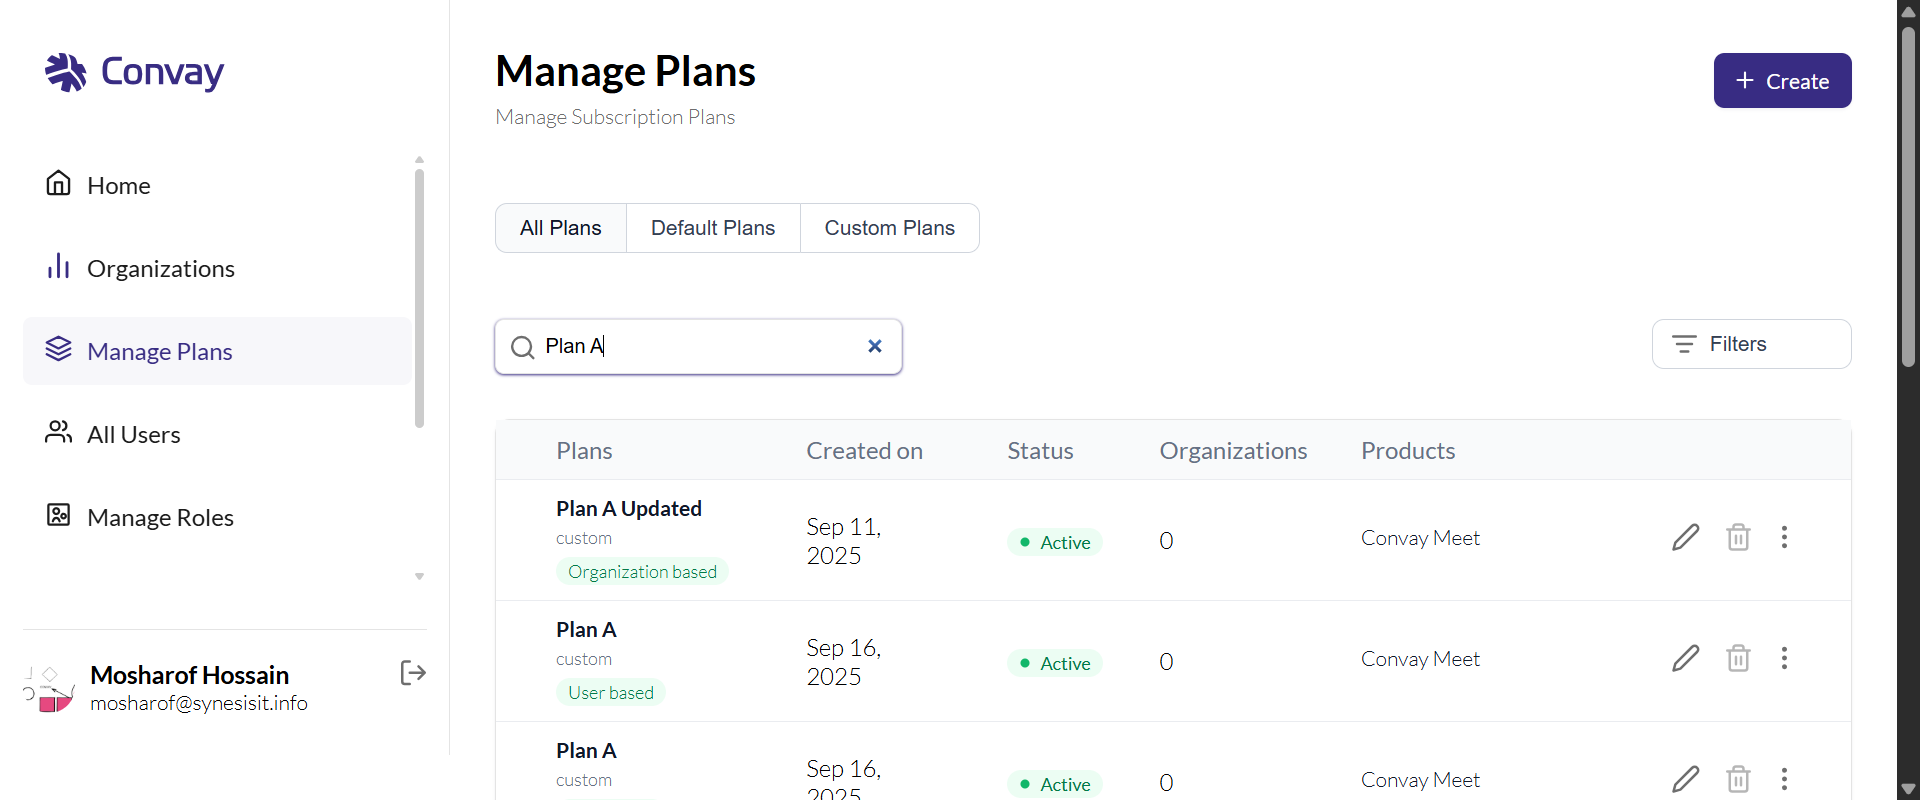 Convay
Home
Organizations
Manage Plans
All Users
Manage Roles
Mosharof Hossain
mosharof@synesisit.info
Manage Plans
Manage Subscription Plans
Create
All Plans
Default Plans
Custom Plans
Plan A
Filters
Plans Created on Status Organizations Products
Plan A Updated
custom
Organization based
Sep 11,
2025
Active
0
Convay Meet
Plan A
custom
User based
Sep 16,
2025
Active
0
Convay Meet
Plan A
custom
Sep 16,
2025
Active
0
Convay Meet